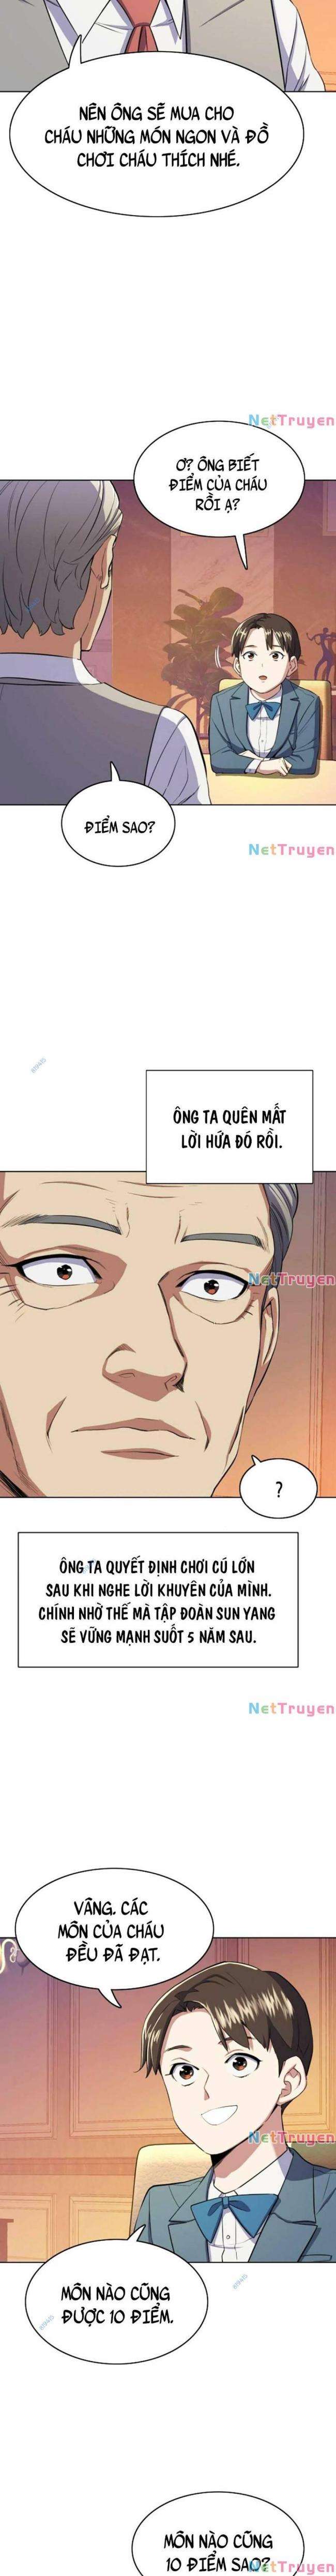 NÊN ÔNG SẼ MUA CHO
CHÁU NHỮNG MÓN NGON VÀ ĐỒ
CHƠI CHÁU THÍCH NHÉ.
NetTruyen
Ơ? ÔNG BIẾT
ĐIỂM CỦA CHÁU
RỒI Ạ?
ĐIỂM SAO?
NetTruyen
ÔNG TA QUÊN MẤT
LỜI HỨA ĐÓ RỒI.
NetTruyen
?
ÔNG TA QUYẾT ĐỊNH CHƠI CÚ LỚN
SAU KHI NGHE LỜI KHUYÊN CỦA MÌNH.
CHÍNH NHỜ THẾ MÀ TẬP ĐOÀN SUN YANG
SẼ VỮNG MẠNH SUỐT 5 NĂM SAU.
NetTruyen
VÂNG. CÁC
MÔN CỦA CHÁU
ĐỀU ĐÃ ĐẠT.
NetTruyen
MÔN NÀO CŨNG
ĐƯỢC 10 ĐIỂM.
MÔN NÀO CŨNG
10 ĐIỂM SAO?
NetTruyen